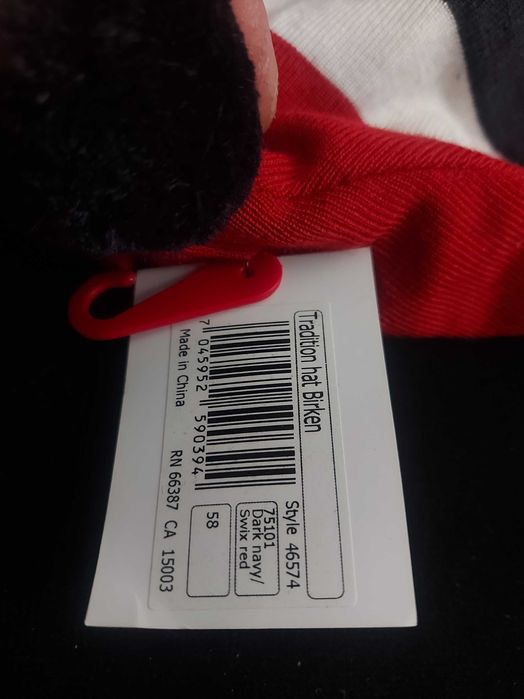 Tradition hat Birken
Style 46574
7 045952 590394
75101
Dark navy/
Swix red
58
Made in China
RN 66387 CA 15003